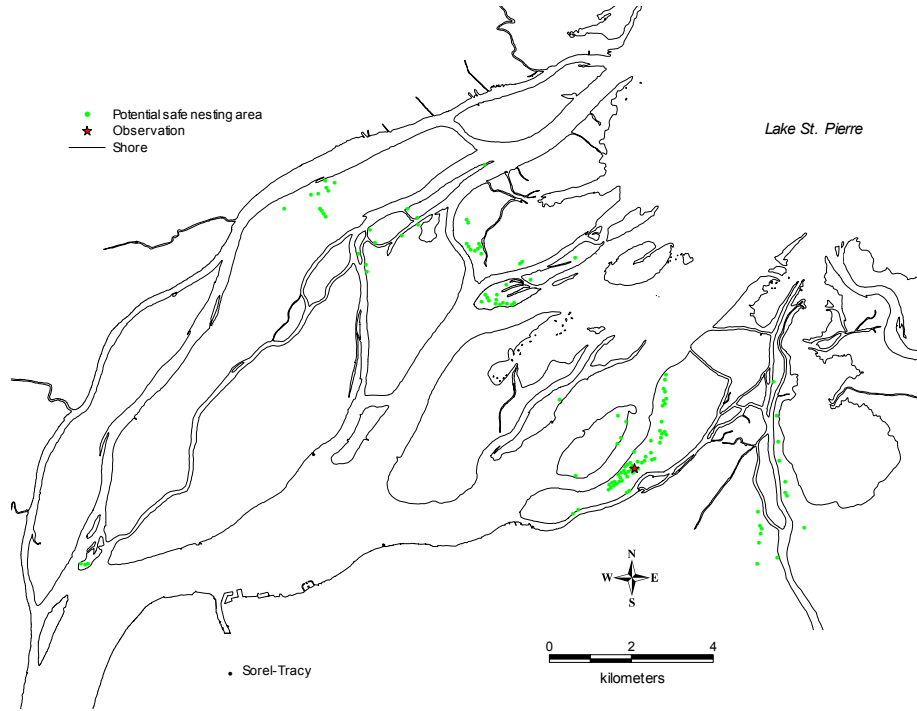 Potential safe nesting area
Observation
Shore
Lake St. Pierre
N
W E
S
0 2 4
kilometers
Sorel-Tracy